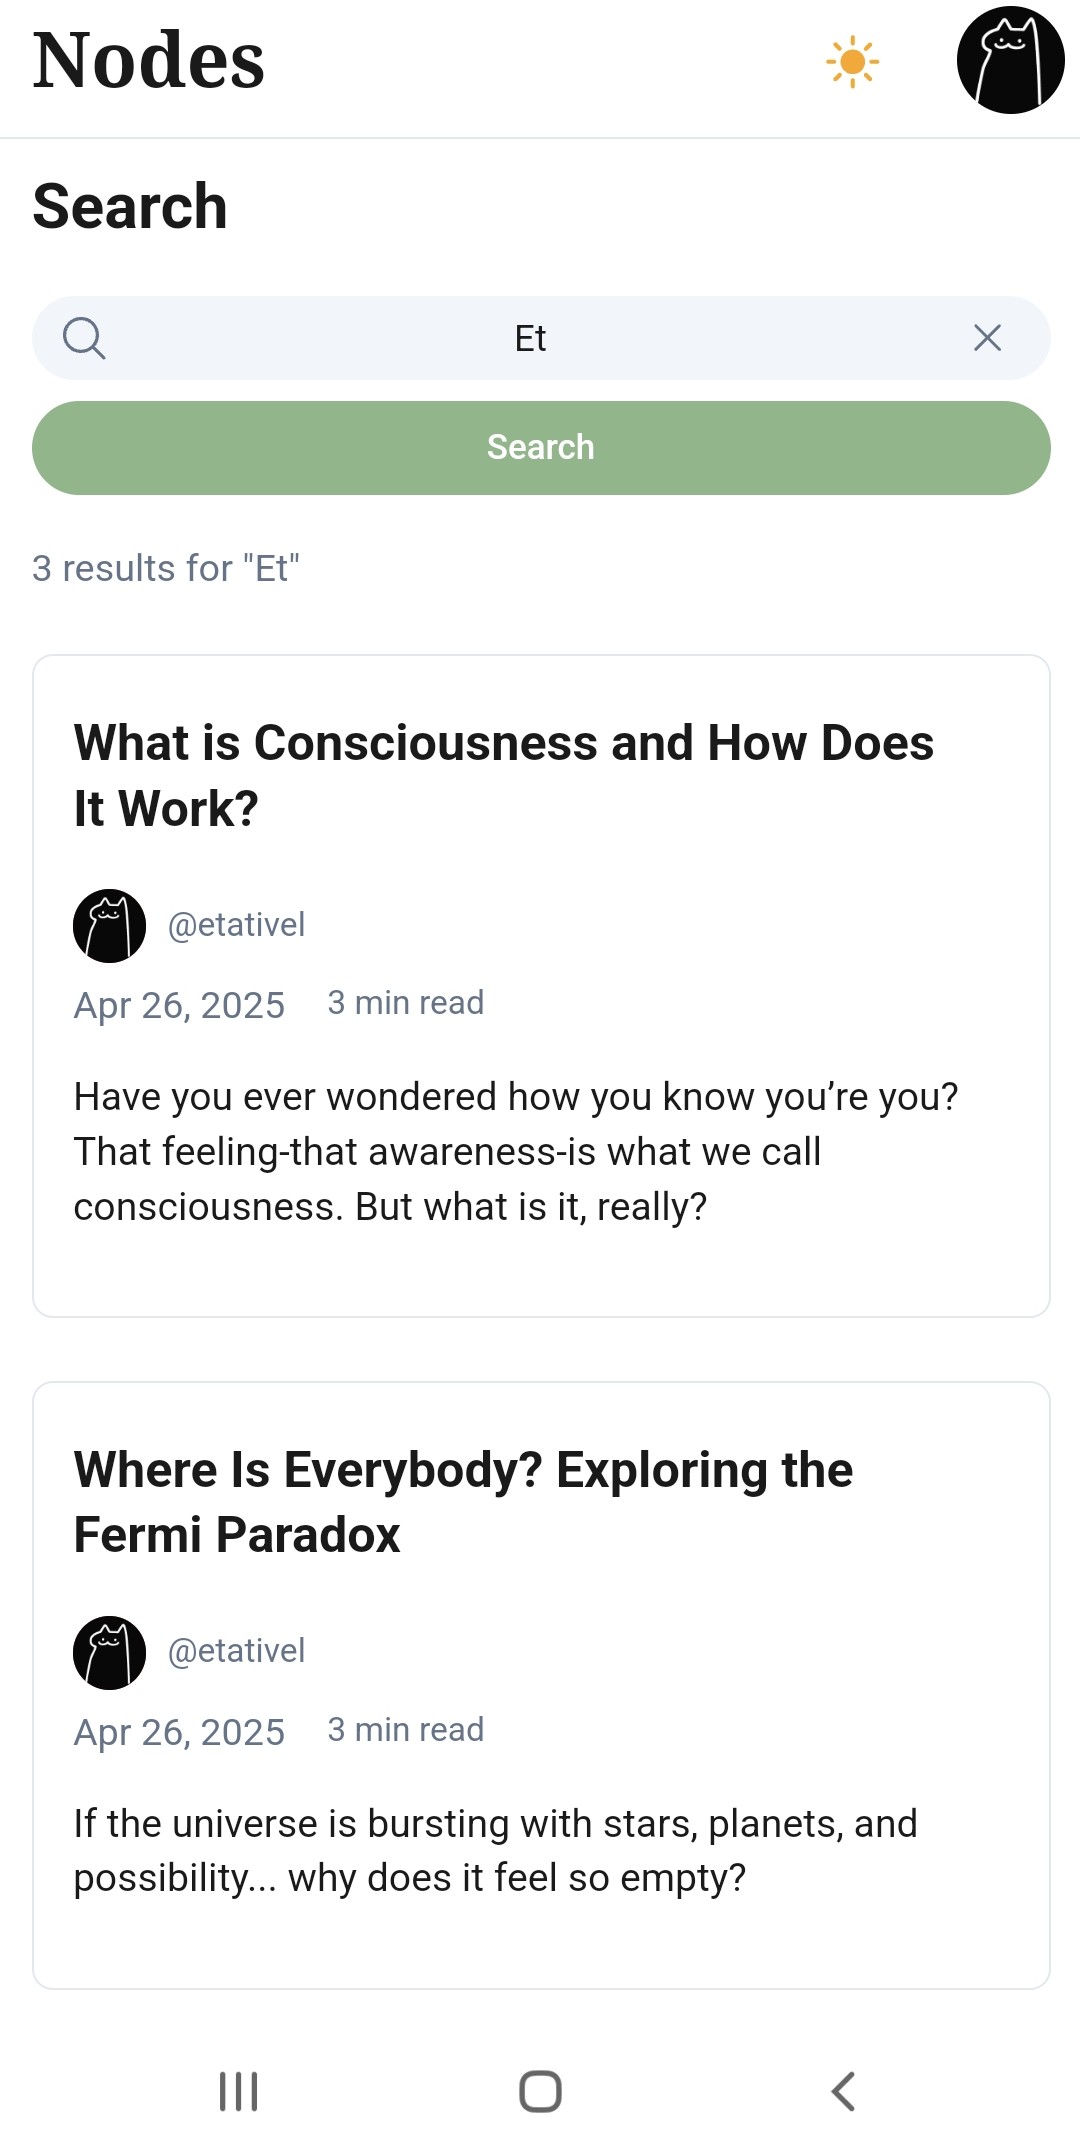 Nodes
Search
Et
Search
3 results for "Et"
What is Consciousness and How Does
It Work?
@etativel
Apr 26, 2025 3 min read
Have you ever wondered how you know you’re you?
That feeling-that awareness-is what we call
consciousness. But what is it, really?
Where Is Everybody? Exploring the
Fermi Paradox
@etativel
Apr 26, 2025 3 min read
If the universe is bursting with stars, planets, and
possibility... why does it feel so empty?